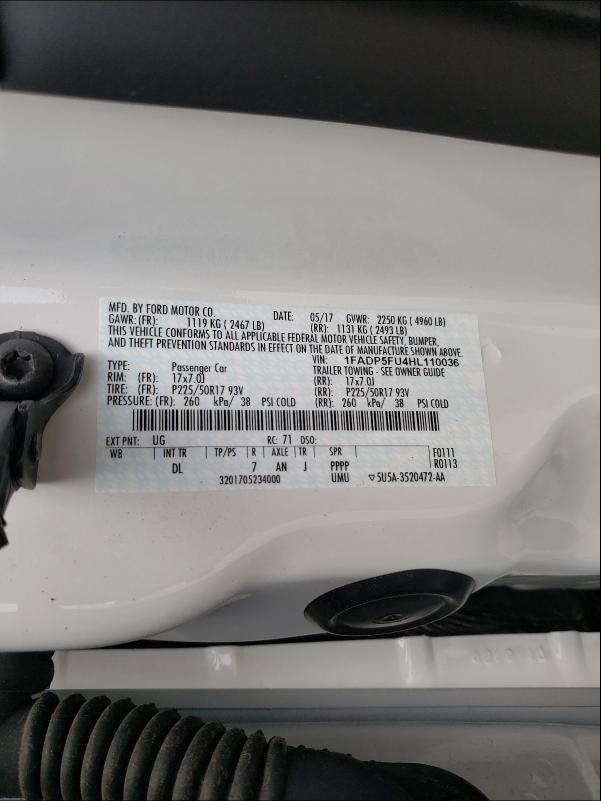 MFD. BY FORD MOTOR CO. DATE: 05/17 GVWR: 2250 KG ( 4960 LB)
GAWR: (FR): 1119 KG ( 2467 LB) (RR): 1131 KG ( 2493 LB)
THIS VEHICLE CONFORMS TO ALL APPLICABLE FEDERAL MOTOR VEHICLE SAFETY, BUMPER,
AND THEFT PREVENTION STANDARDS IN EFFECT ON THE DATE OF MANUFACTURE SHOWN ABOVE.
VIN: 1FADP5FU4HL110036
TYPE: Passenger Car TRAILER TOWING - SEE OWNER GUIDE
RIM: (FR): 17x7.0J (RR): 17x7.0J
TIRE: (FR): P225/50R17 93V (RR): P225/50R17 93V
PRESSURE: (FR): 260 kPa/ 38 PSI COLD (RR): 260 kPa/ 38 PSI COLD
EXT PNT: UG RC: 71 DSO:
WB INT TR TP/PS R AXLE TR SPR F0111
DL 7 AN J PPPP R0113
3201705234000 UMU ▽5U5A-3520472-AA